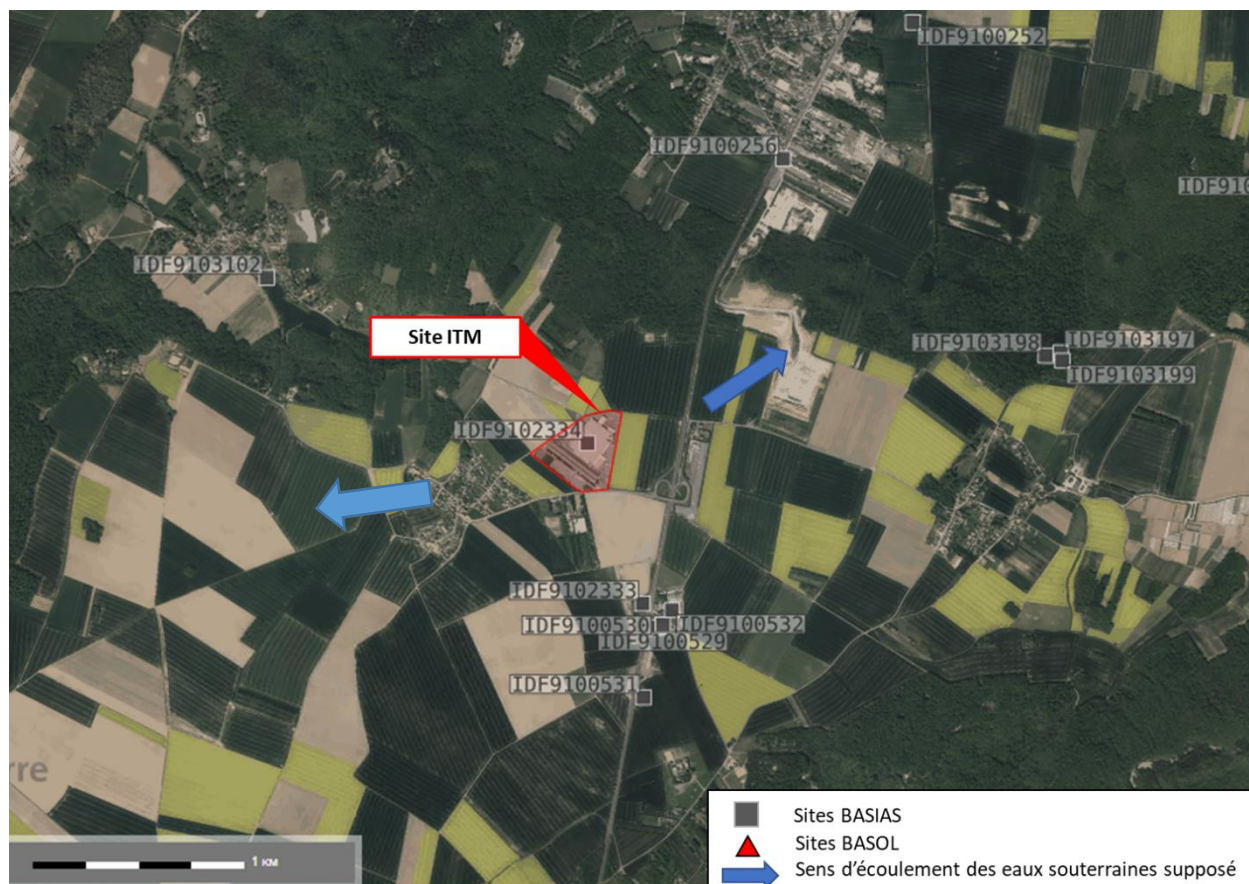 IDF9100252
IDF9100256
IDF910
IDF9103102
Site ITM
IDF9103197
IDF9103198
IDF9103199
IDF9102334
IDF9102333
IDF9100530
IDF9100532
IDF9100529
IDF9100531
rre
1 KM
Sites BASIAS
Sites BASOL
Sens d'écoulement des eaux souterraines supposé